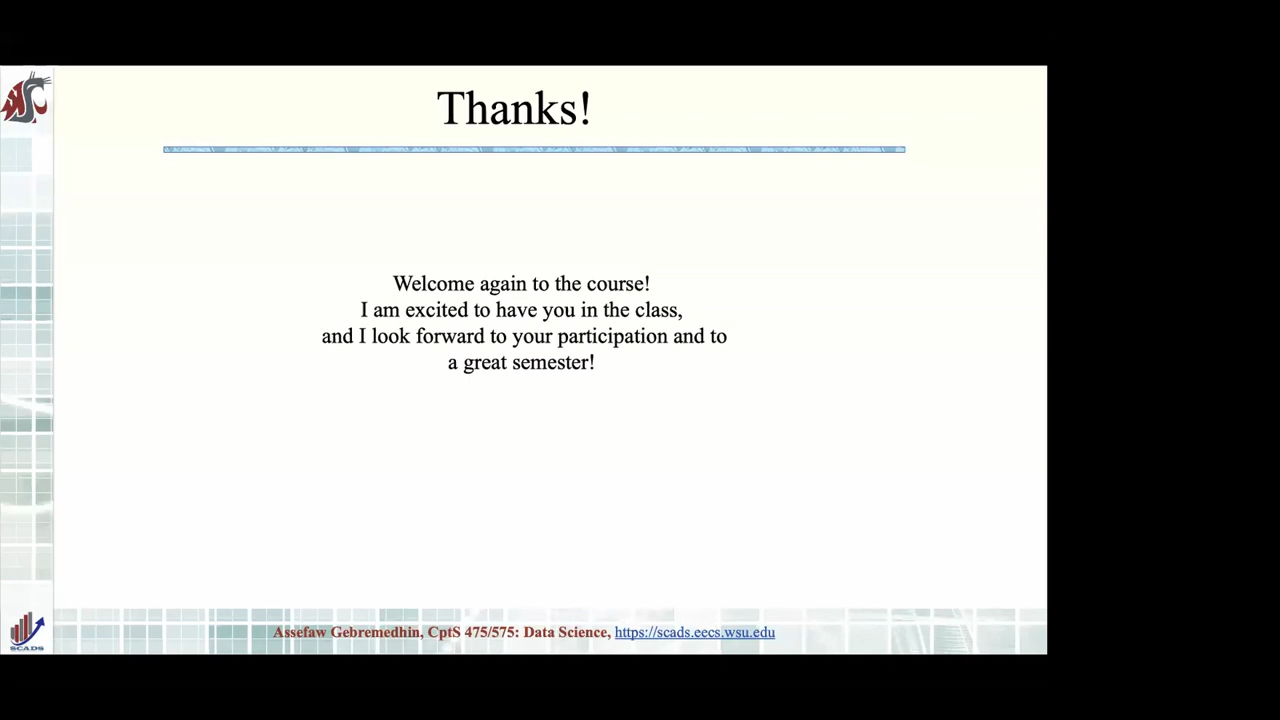 Thanks!
Welcome again to the course!
I am excited to have you in the class,
and I look forward to your participation and to
a great semester!
Assefaw Gebremedhin, CptS 475/575: Data Science, https://scads.eecs.wsu.edu
SCADS